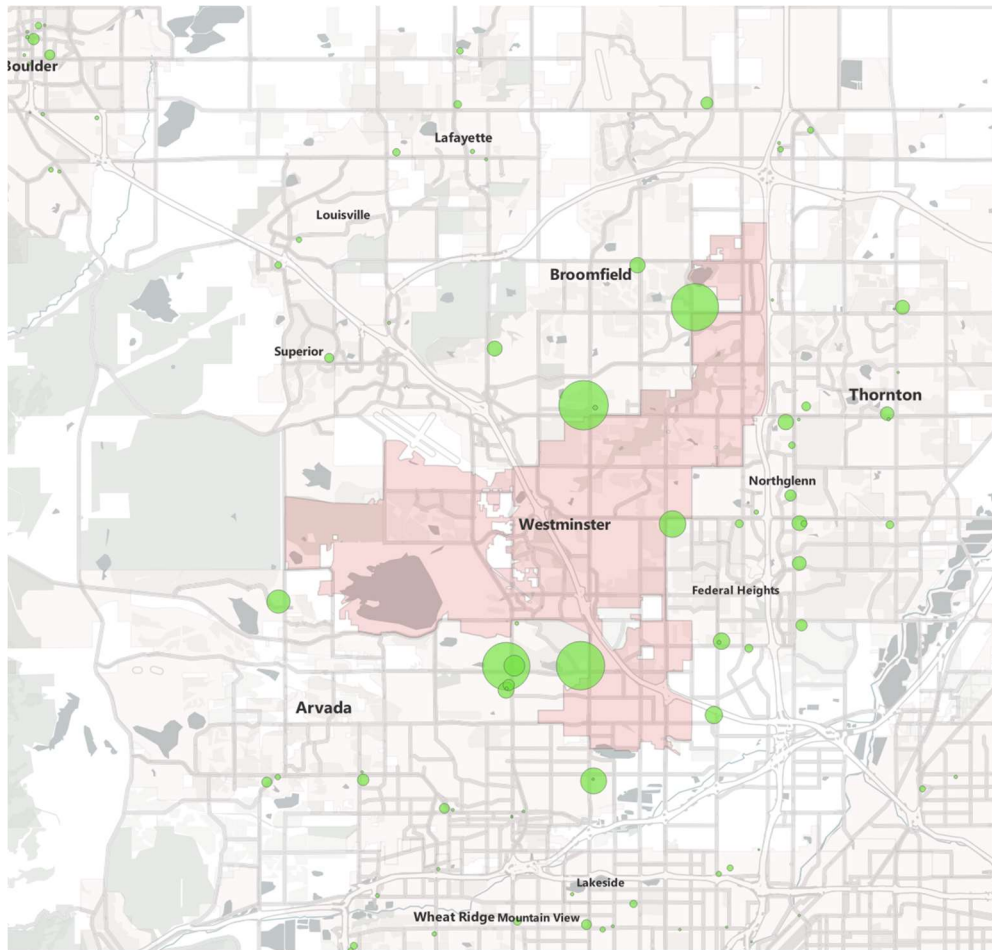 Boulder
Lafayette
Louisville
Broomfield
Superior
Thornton
Northglenn
Westminster
Federal Heights
Arvada
Lakeside
Wheat Ridge Mountain View